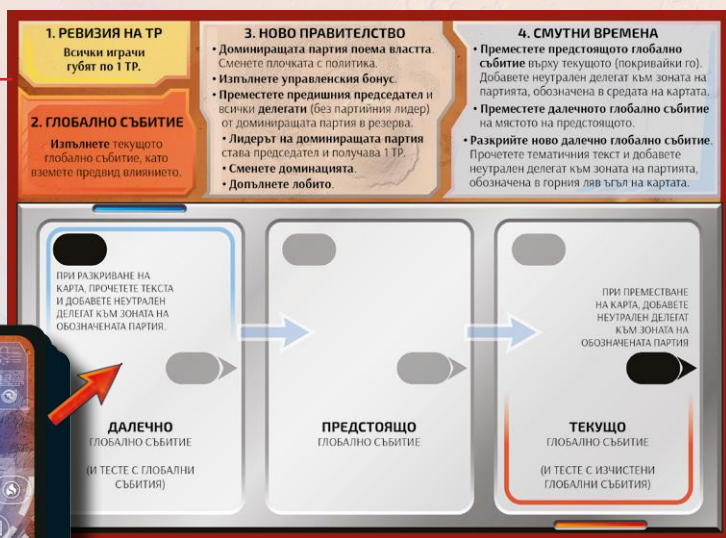 1. РЕВИЗИЯ НА ТР
Всички играчи
губят по 1 ТР.
2. ГЛОБАЛНО СЪБИТИЕ
Изпълнете текущото
глобално събитие, като
вземете предвид влиянието.
3. НОВО ПРАВИТЕЛСТВО
• Доминиращата партия поема властта.
Сменете плочката с политика.
• Изпълнете управленския бонус.
• Преместете предишния председател и
всички делегати (без партийния лидер)
от доминиращата партия в резерва.
• Лидерът на доминиращата партия
става председател и получава 1 ТР.
• Сменете доминацията.
• Допълнете лобито.
4. СМУТНИ ВРЕМЕНА
• Преместете предстоящото глобално
събитие върху текущото (покривайки го).
Добавете неутрален делегат към зоната на
партията, обозначена в средата на картата.
• Преместете далечното глобално събитие
на мястото на предстоящото.
• Разкрийте ново далечно глобално събитие.
Прочетете тематичния текст и добавете
неутрален делегат към зоната на партията,
обозначена в горния ляв ъгъл на картата.
ПРИ РАЗКРИВАНЕ НА
КАРТА, ПРОЧЕТЕТЕ ТЕКСТА
И ДОБАВЕТЕ НЕУТРАЛЕН
ДЕЛЕГАТ КЪМ ЗОНАТА НА
ОБОЗНАЧЕНАТА ПАРТИЯ.
ДАЛЕЧНО
ГЛОБАЛНО СЪБИТИЕ
(И ТЕСТЕ С ГЛОБАЛНИ
СЪБИТИЯ)
ПРЕДСТОЯЩО
ГЛОБАЛНО СЪБИТИЕ
ПРИ ПРЕМЕСТВАНЕ
НА КАРТА, ДОБАВЕТЕ
НЕУТРАЛЕН ДЕЛЕГАТ
КЪМ ЗОНАТА НА
ОБОЗНАЧЕНАТА ПАРТИЯ
ТЕКУЩО
ГЛОБАЛНО СЪБИТИЕ
(И ТЕСТЕ С ИЗЧИСТЕНИ
ГЛОБАЛНИ СЪБИТИЯ)